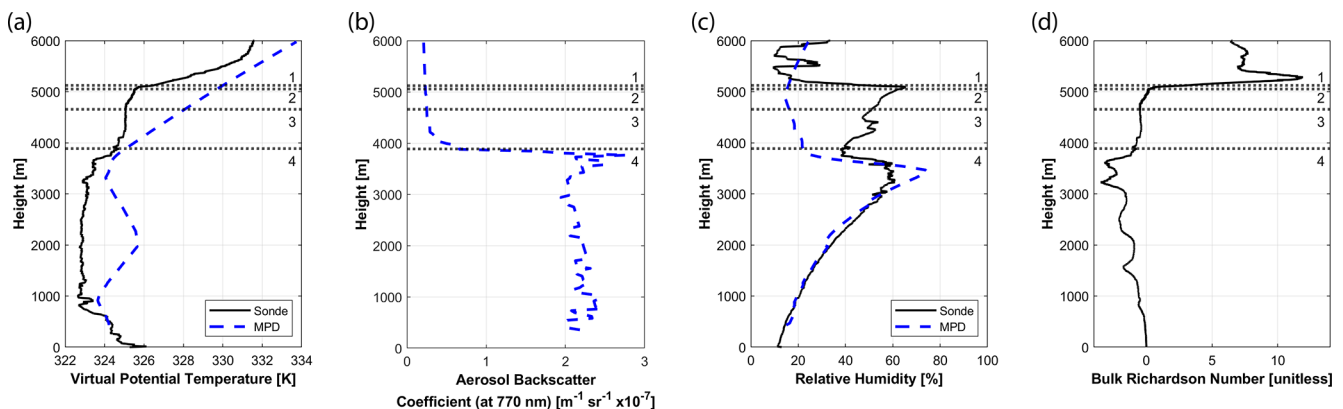 (a)
6000
5000
4000
3000
2000
1000
0
Height [m]
1
2
3
4
Sonde
MPD
322 324 326 328 330 332 334
Virtual Potential Temperature [K]
(b)
6000
5000
4000
3000
2000
1000
0
Height [m]
1
2
3
4
0 1 2 3
Aerosol Backscatter
Coefficient (at 770 nm) [m⁻¹ sr⁻¹ x10⁻⁷]
(c)
6000
5000
4000
3000
2000
1000
0
Height [m]
1
2
3
4
Sonde
MPD
0 20 40 60 80 100
Relative Humidity [%]
(d)
6000
5000
4000
3000
2000
1000
0
Height [m]
1
2
3
4
0 5 10
Bulk Richardson Number [unitless]